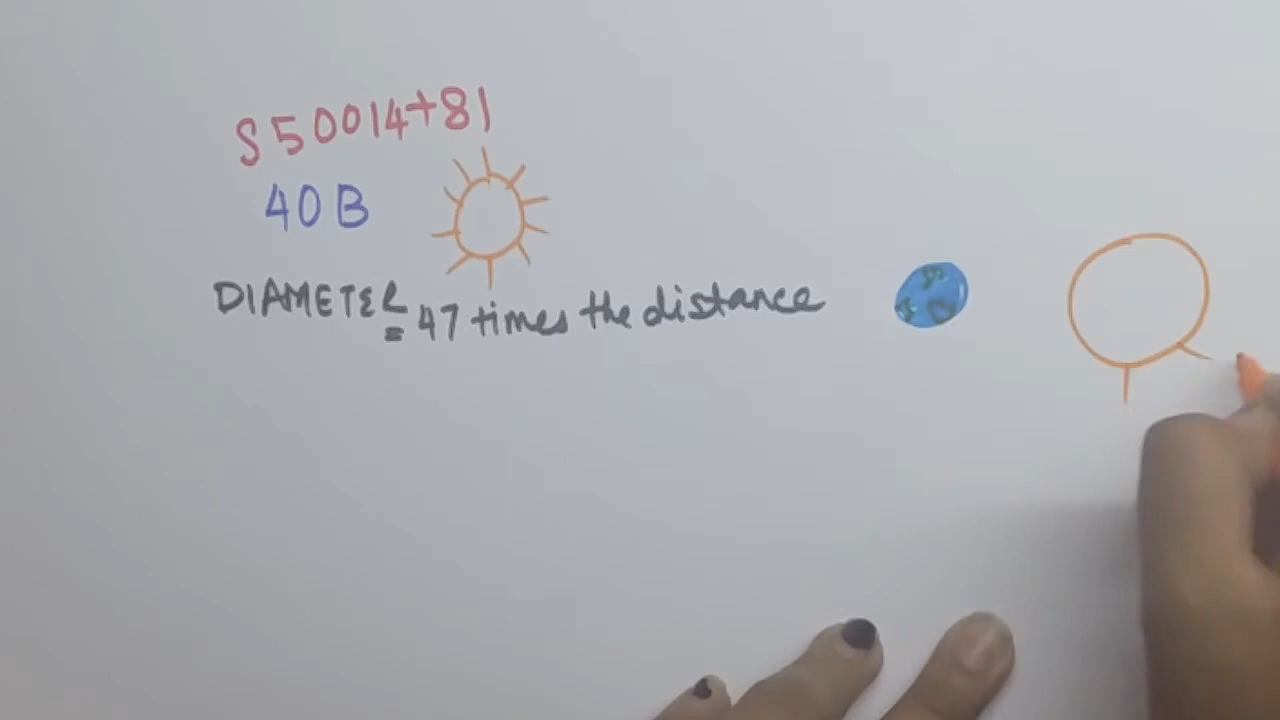 S50014+81
40B
DIAMETER
= 47 times the distance